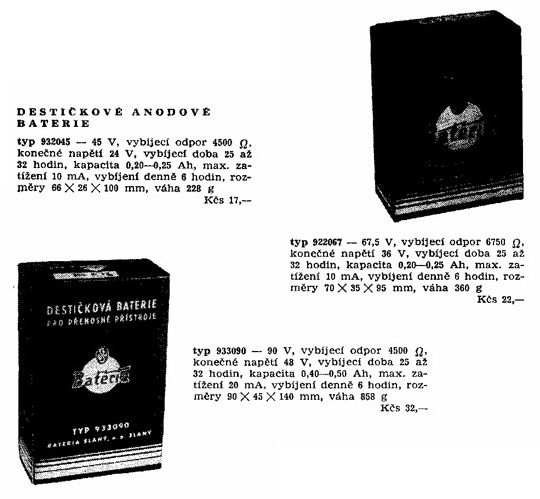 DESTIČKOVÉ ANODOVÉ
BATERIE
typ 932045 — 45 V, vybíjecí odpor 4500 Ω,
konečné napětí 24 V, vybíjecí doba 25 až
32 hodin, kapacita 0,20—0,25 Ah, max. za-
tížení 10 mA, vybíjení denně 6 hodin, roz-
měry 66 × 26 × 100 mm, váha 228 g
Kčs 17,—
Baterie
typ 922067 — 67,5 V, vybíjecí odpor 6750 Ω,
konečné napětí 36 V, vybíjecí doba 25 až
32 hodin, kapacita 0,20—0,25 Ah, max. za-
tížení 10 mA, vybíjení denně 6 hodin, roz-
měry 70 × 35 × 95 mm, váha 360 g
Kčs 22,—
DESTIČKOVÁ BATERIE
PRO PŘENOSNÉ PŘÍSTROJE
Bateria
TYP 933090
BATERIA SLANÝ, n. p. SLANÝ
typ 933090 — 90 V, vybíjecí odpor 4500 Ω,
konečné napětí 48 V, vybíjecí doba 25 až
32 hodin, kapacita 0,40—0,50 Ah, max. za-
tížení 20 mA, vybíjení denně 6 hodin, roz-
měry 90 × 45 × 140 mm, váha 858 g
Kčs 32,—